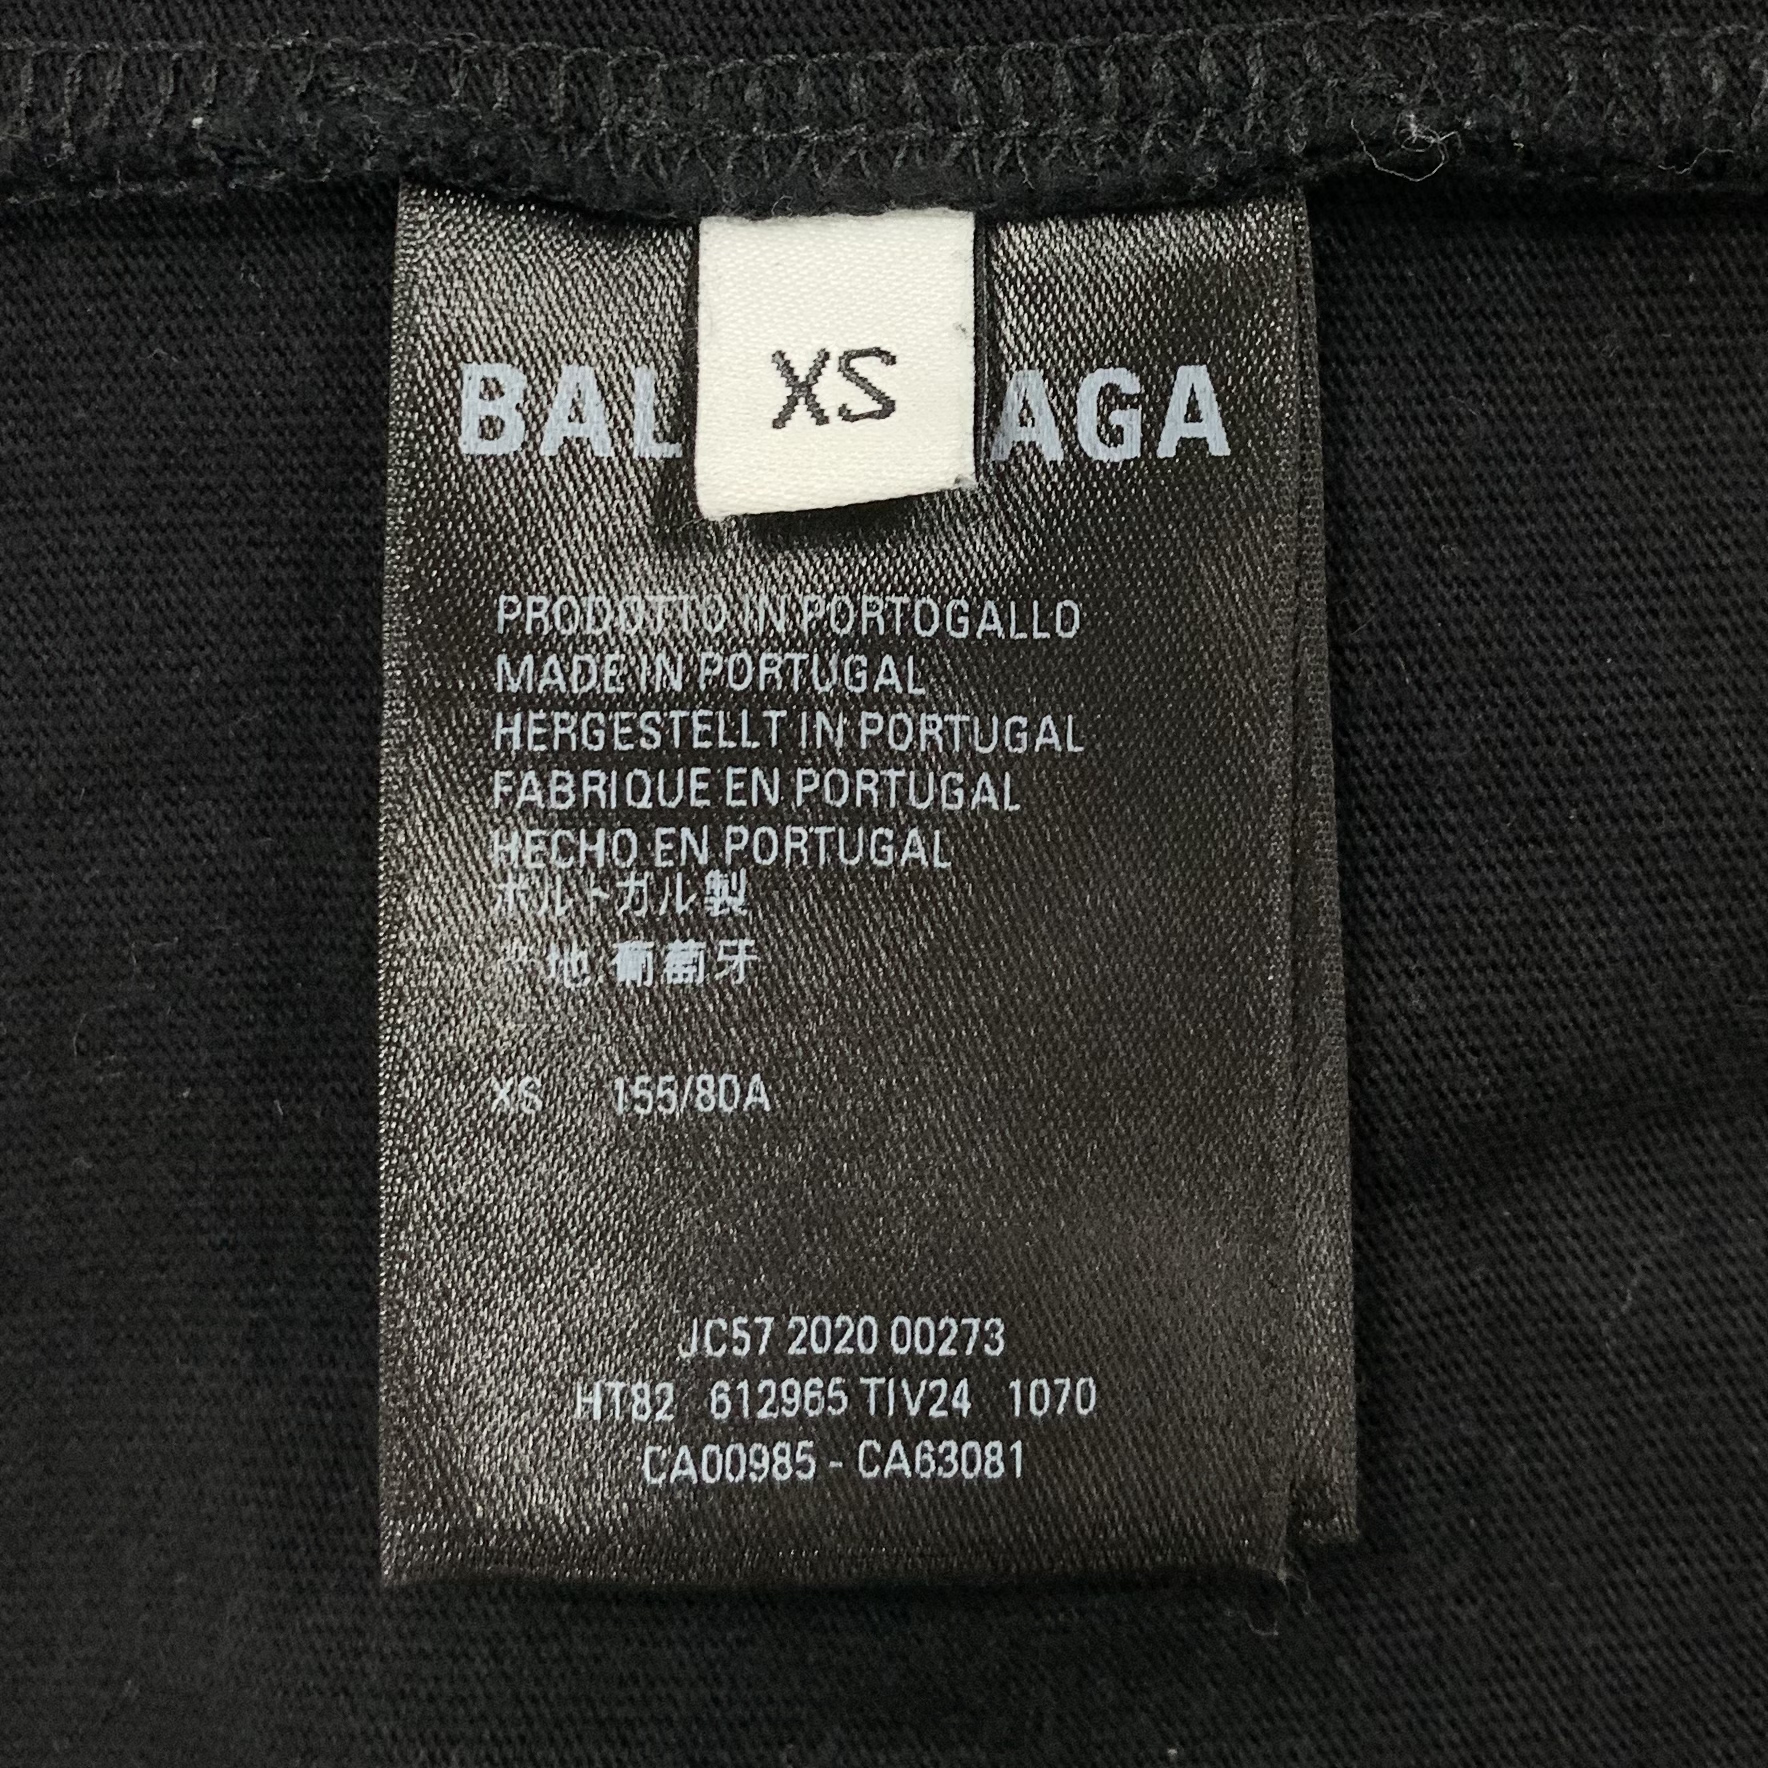 XS
BAL AGA
PRODOTTO IN PORTOGALLO
MADE IN PORTUGAL
HERGESTELLT IN PORTUGAL
FABRIQUE EN PORTUGAL
HECHO EN PORTUGAL
ポルトガル製
产地 葡萄牙
XS 155/80A
JC57 2020 00273
HT82 612965 TIV24 1070
CA00985 - CA63081